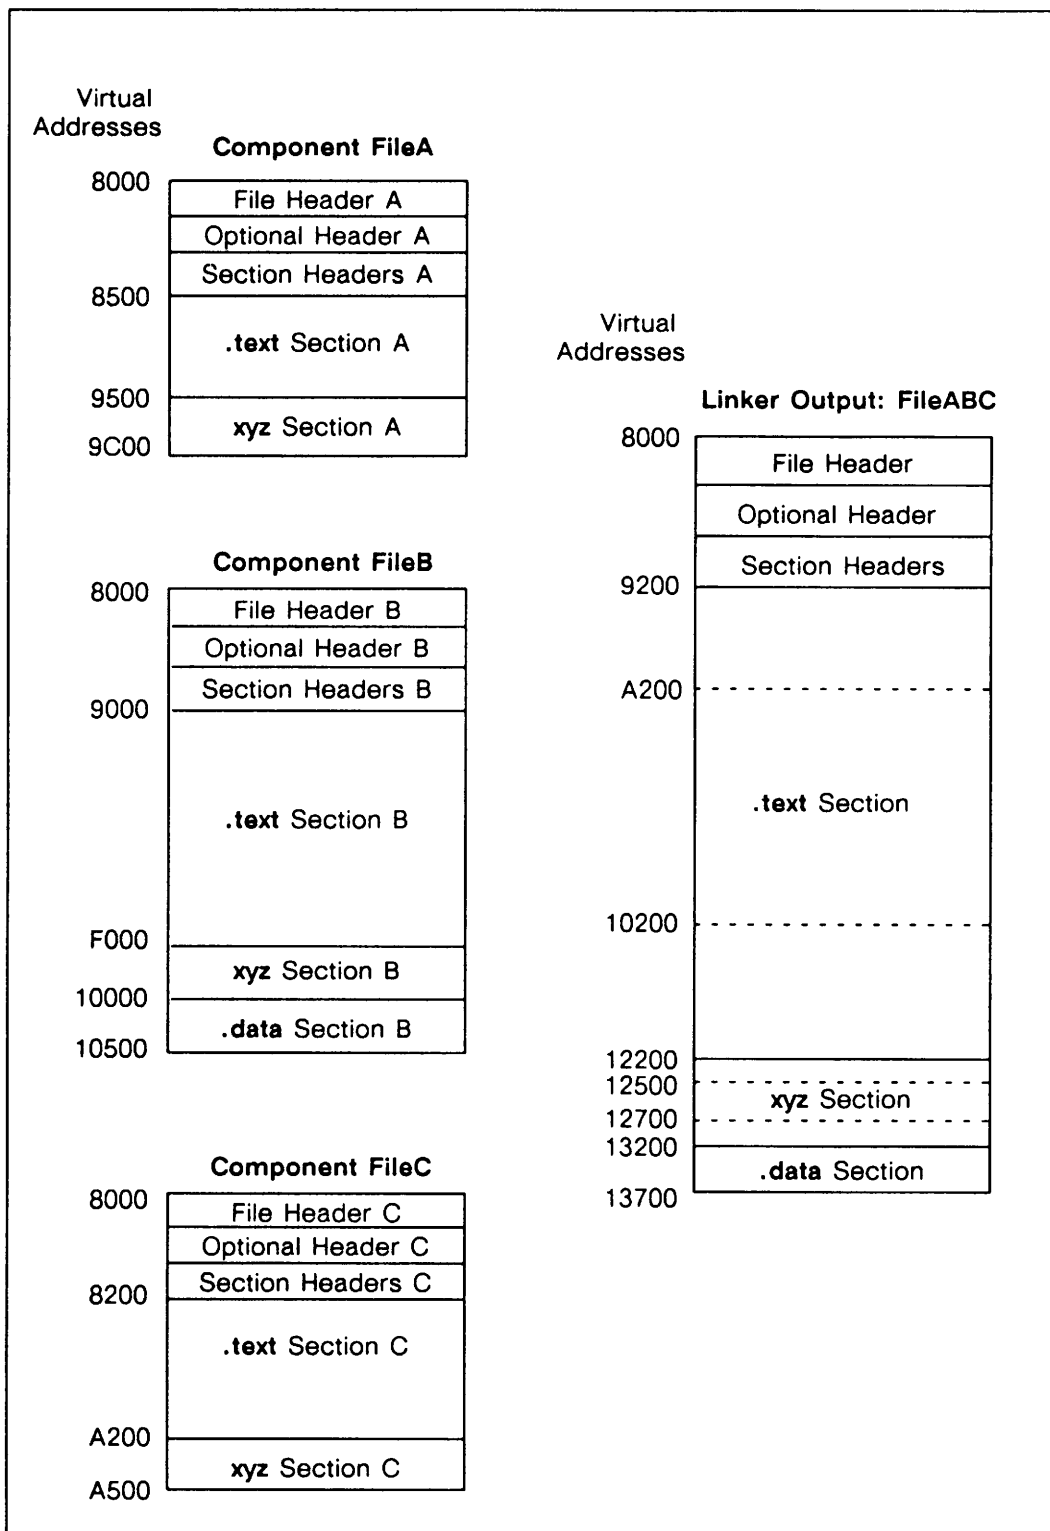 Virtual
Addresses
Component FileA
8000
File Header A
Optional Header A
Section Headers A
8500
.text Section A
9500
xyz Section A
9C00
Component FileB
8000
File Header B
Optional Header B
Section Headers B
9000
.text Section B
F000
xyz Section B
10000
.data Section B
10500
Component FileC
8000
File Header C
Optional Header C
Section Headers C
8200
.text Section C
A200
xyz Section C
A500
Virtual
Addresses
Linker Output: FileABC
8000
File Header
Optional Header
Section Headers
9200
A200
.text Section
10200
12200
12500
xyz Section
12700
13200
.data Section
13700